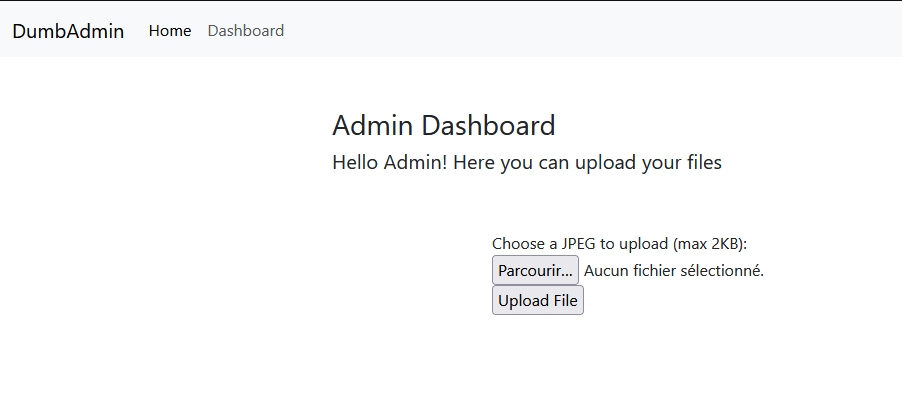 DumbAdmin Home Dashboard
Admin Dashboard
Hello Admin! Here you can upload your files
Choose a JPEG to upload (max 2KB):
Parcourir... Aucun fichier sélectionné.
Upload File